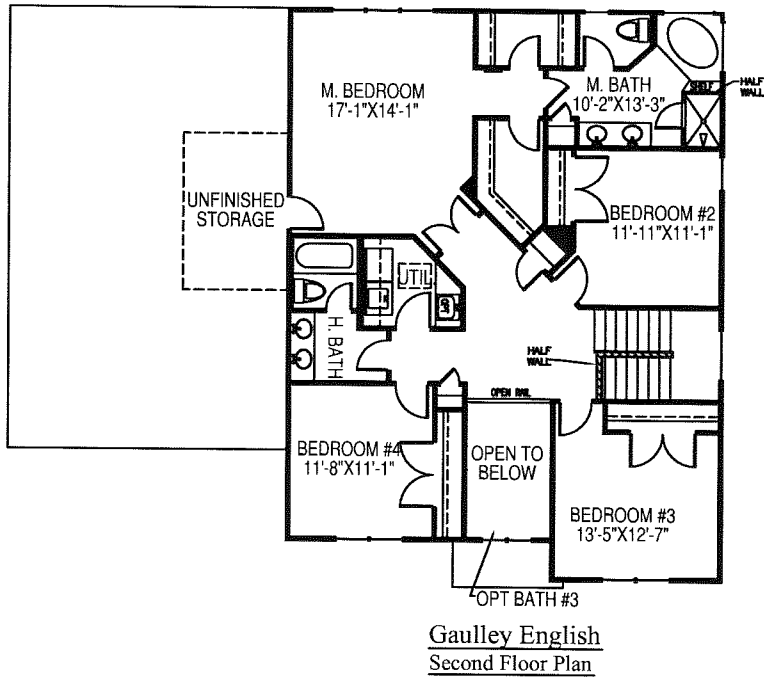 M. BEDROOM
17'-1"X14'-1"
M. BATH
10'-2"X13'-3"
SHELF
HALF
WALL
UNFINISHED
STORAGE
BEDROOM #2
11'-11"X11'-1"
UTIL
OPT
H. BATH
HALF
WALL
OPEN RAIL
BEDROOM #4
11'-8"X11'-1"
OPEN TO
BELOW
BEDROOM #3
13'-5"X12'-7"
OPT BATH #3
Gaulley English
Second Floor Plan